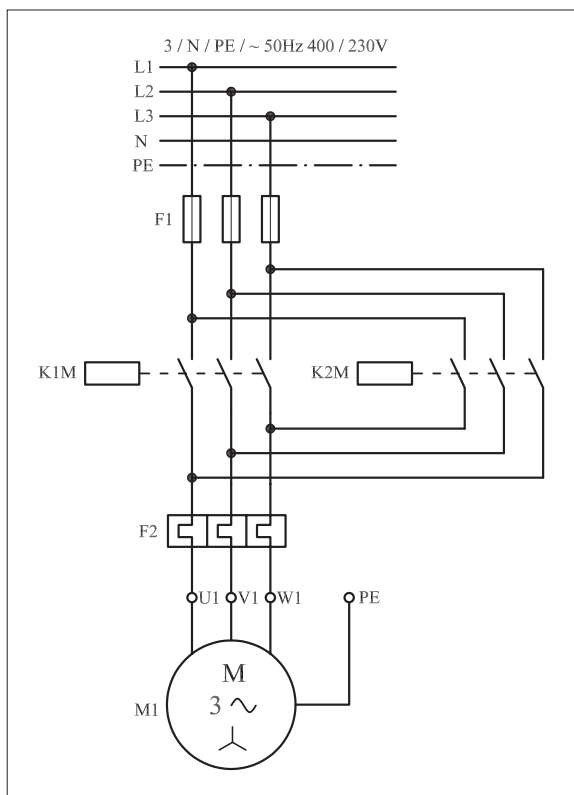 3 / N / PE / ~ 50Hz 400 / 230V
L1
L2
L3
N
PE
F1
K1M
K2M
F2
U1 V1 W1 PE
M
M1
3 ~